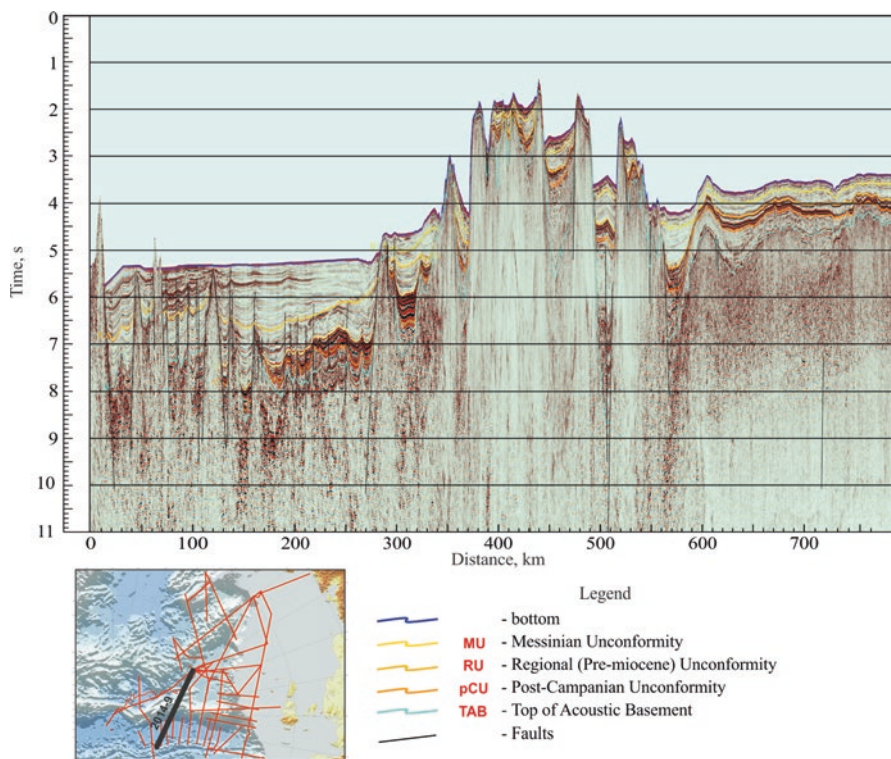 0
1
2
3
4
5
6
7
8
9
10
11
Time, s
0 100 200 300 400 500 600 700
Distance, km
2014-9
Legend
- bottom
MU - Messinian Unconformity
RU - Regional (Pre-miocene) Unconformity
pCU - Post-Campanian Unconformity
TAB - Top of Acoustic Basement
- Faults